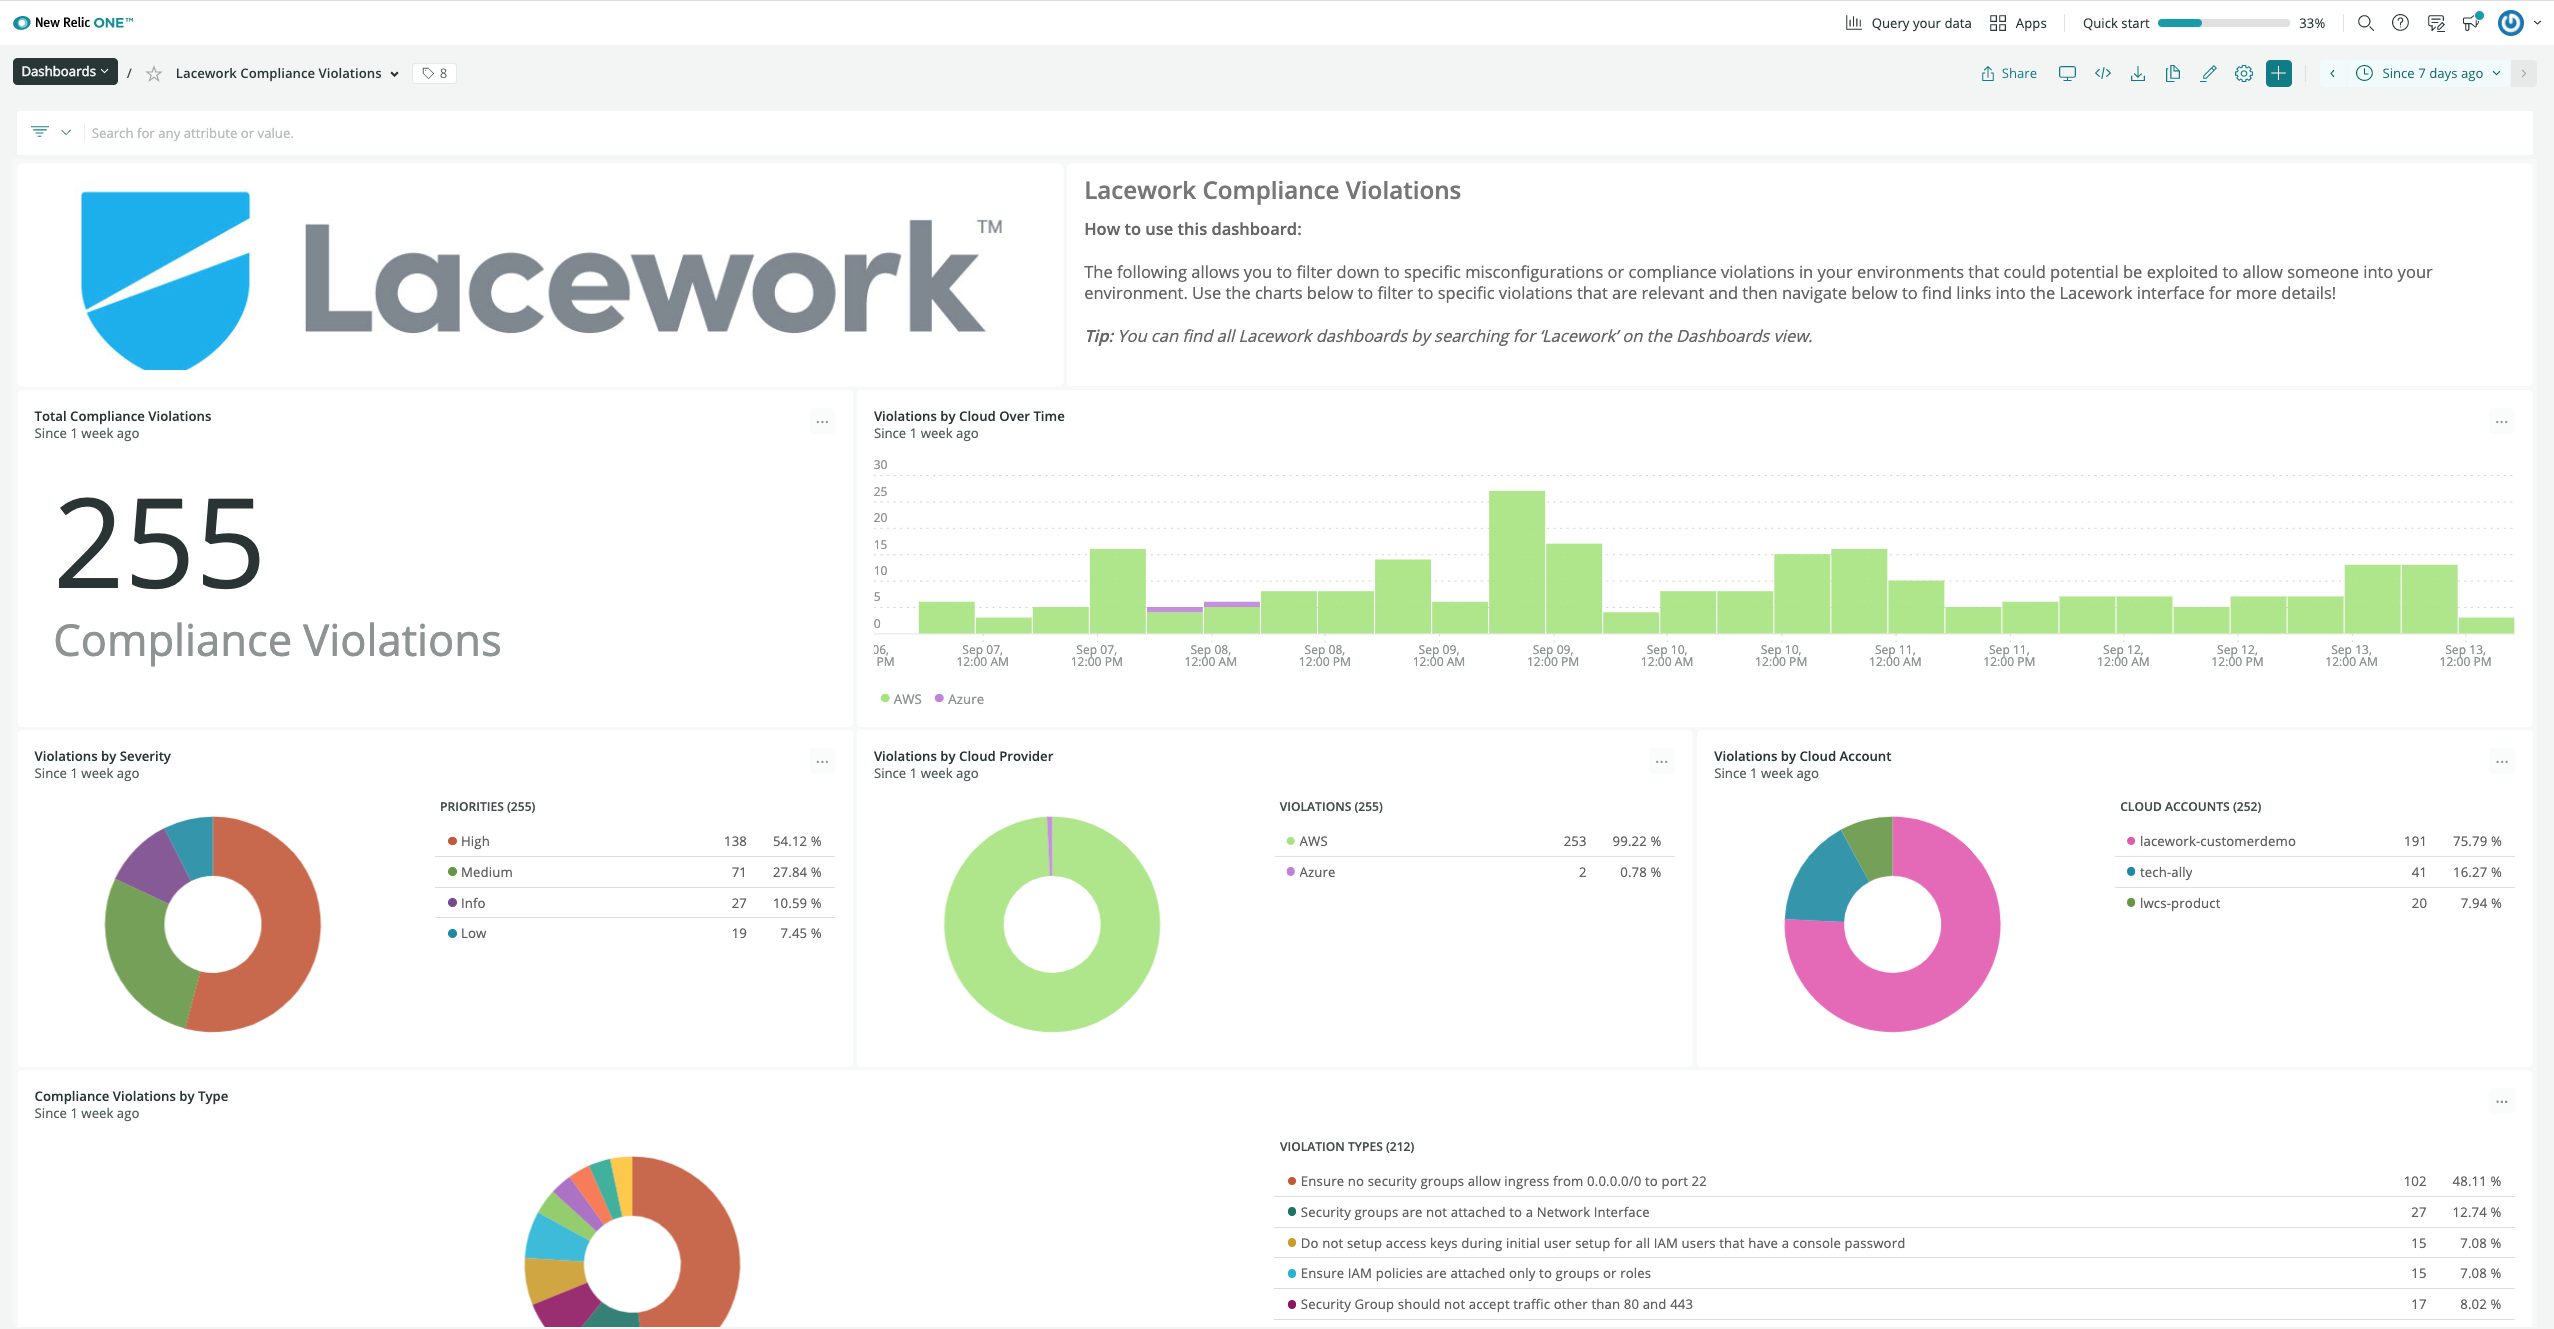 New Relic ONE™
Query your data
Apps
Quick start
33%
Dashboards
/
Lacework Compliance Violations
8
Share
Since 7 days ago
Search for any attribute or value.
Lacework™
Lacework Compliance Violations
How to use this dashboard:
The following allows you to filter down to specific misconfigurations or compliance violations in your environments that could potential be exploited to allow someone into your
environment. Use the charts below to filter to specific violations that are relevant and then navigate below to find links into the Lacework interface for more details!
Tip: You can find all Lacework dashboards by searching for ‘Lacework’ on the Dashboards view.
Total Compliance Violations
Since 1 week ago
255
Compliance Violations
Violations by Cloud Over Time
Since 1 week ago
30
25
20
15
10
5
0
06, Sep 07, Sep 07, Sep 08, Sep 08, Sep 09, Sep 09, Sep 10, Sep 10, Sep 11, Sep 11, Sep 12, Sep 12, Sep 13, Sep 13,
PM 12:00 AM 12:00 PM 12:00 AM 12:00 PM 12:00 AM 12:00 PM 12:00 AM 12:00 PM 12:00 AM 12:00 PM 12:00 AM 12:00 PM 12:00 AM 12:00 PM
AWS Azure
Violations by Severity
Since 1 week ago
PRIORITIES (255)
High 138 54.12 %
Medium 71 27.84 %
Info 27 10.59 %
Low 19 7.45 %
Violations by Cloud Provider
Since 1 week ago
VIOLATIONS (255)
AWS 253 99.22 %
Azure 2 0.78 %
Violations by Cloud Account
Since 1 week ago
CLOUD ACCOUNTS (252)
lacework-customerdemo 191 75.79 %
tech-ally 41 16.27 %
lwcs-product 20 7.94 %
Compliance Violations by Type
Since 1 week ago
VIOLATION TYPES (212)
Ensure no security groups allow ingress from 0.0.0.0/0 to port 22 102 48.11 %
Security groups are not attached to a Network Interface 27 12.74 %
Do not setup access keys during initial user setup for all IAM users that have a console password 15 7.08 %
Ensure IAM policies are attached only to groups or roles 15 7.08 %
Security Group should not accept traffic other than 80 and 443 17 8.02 %